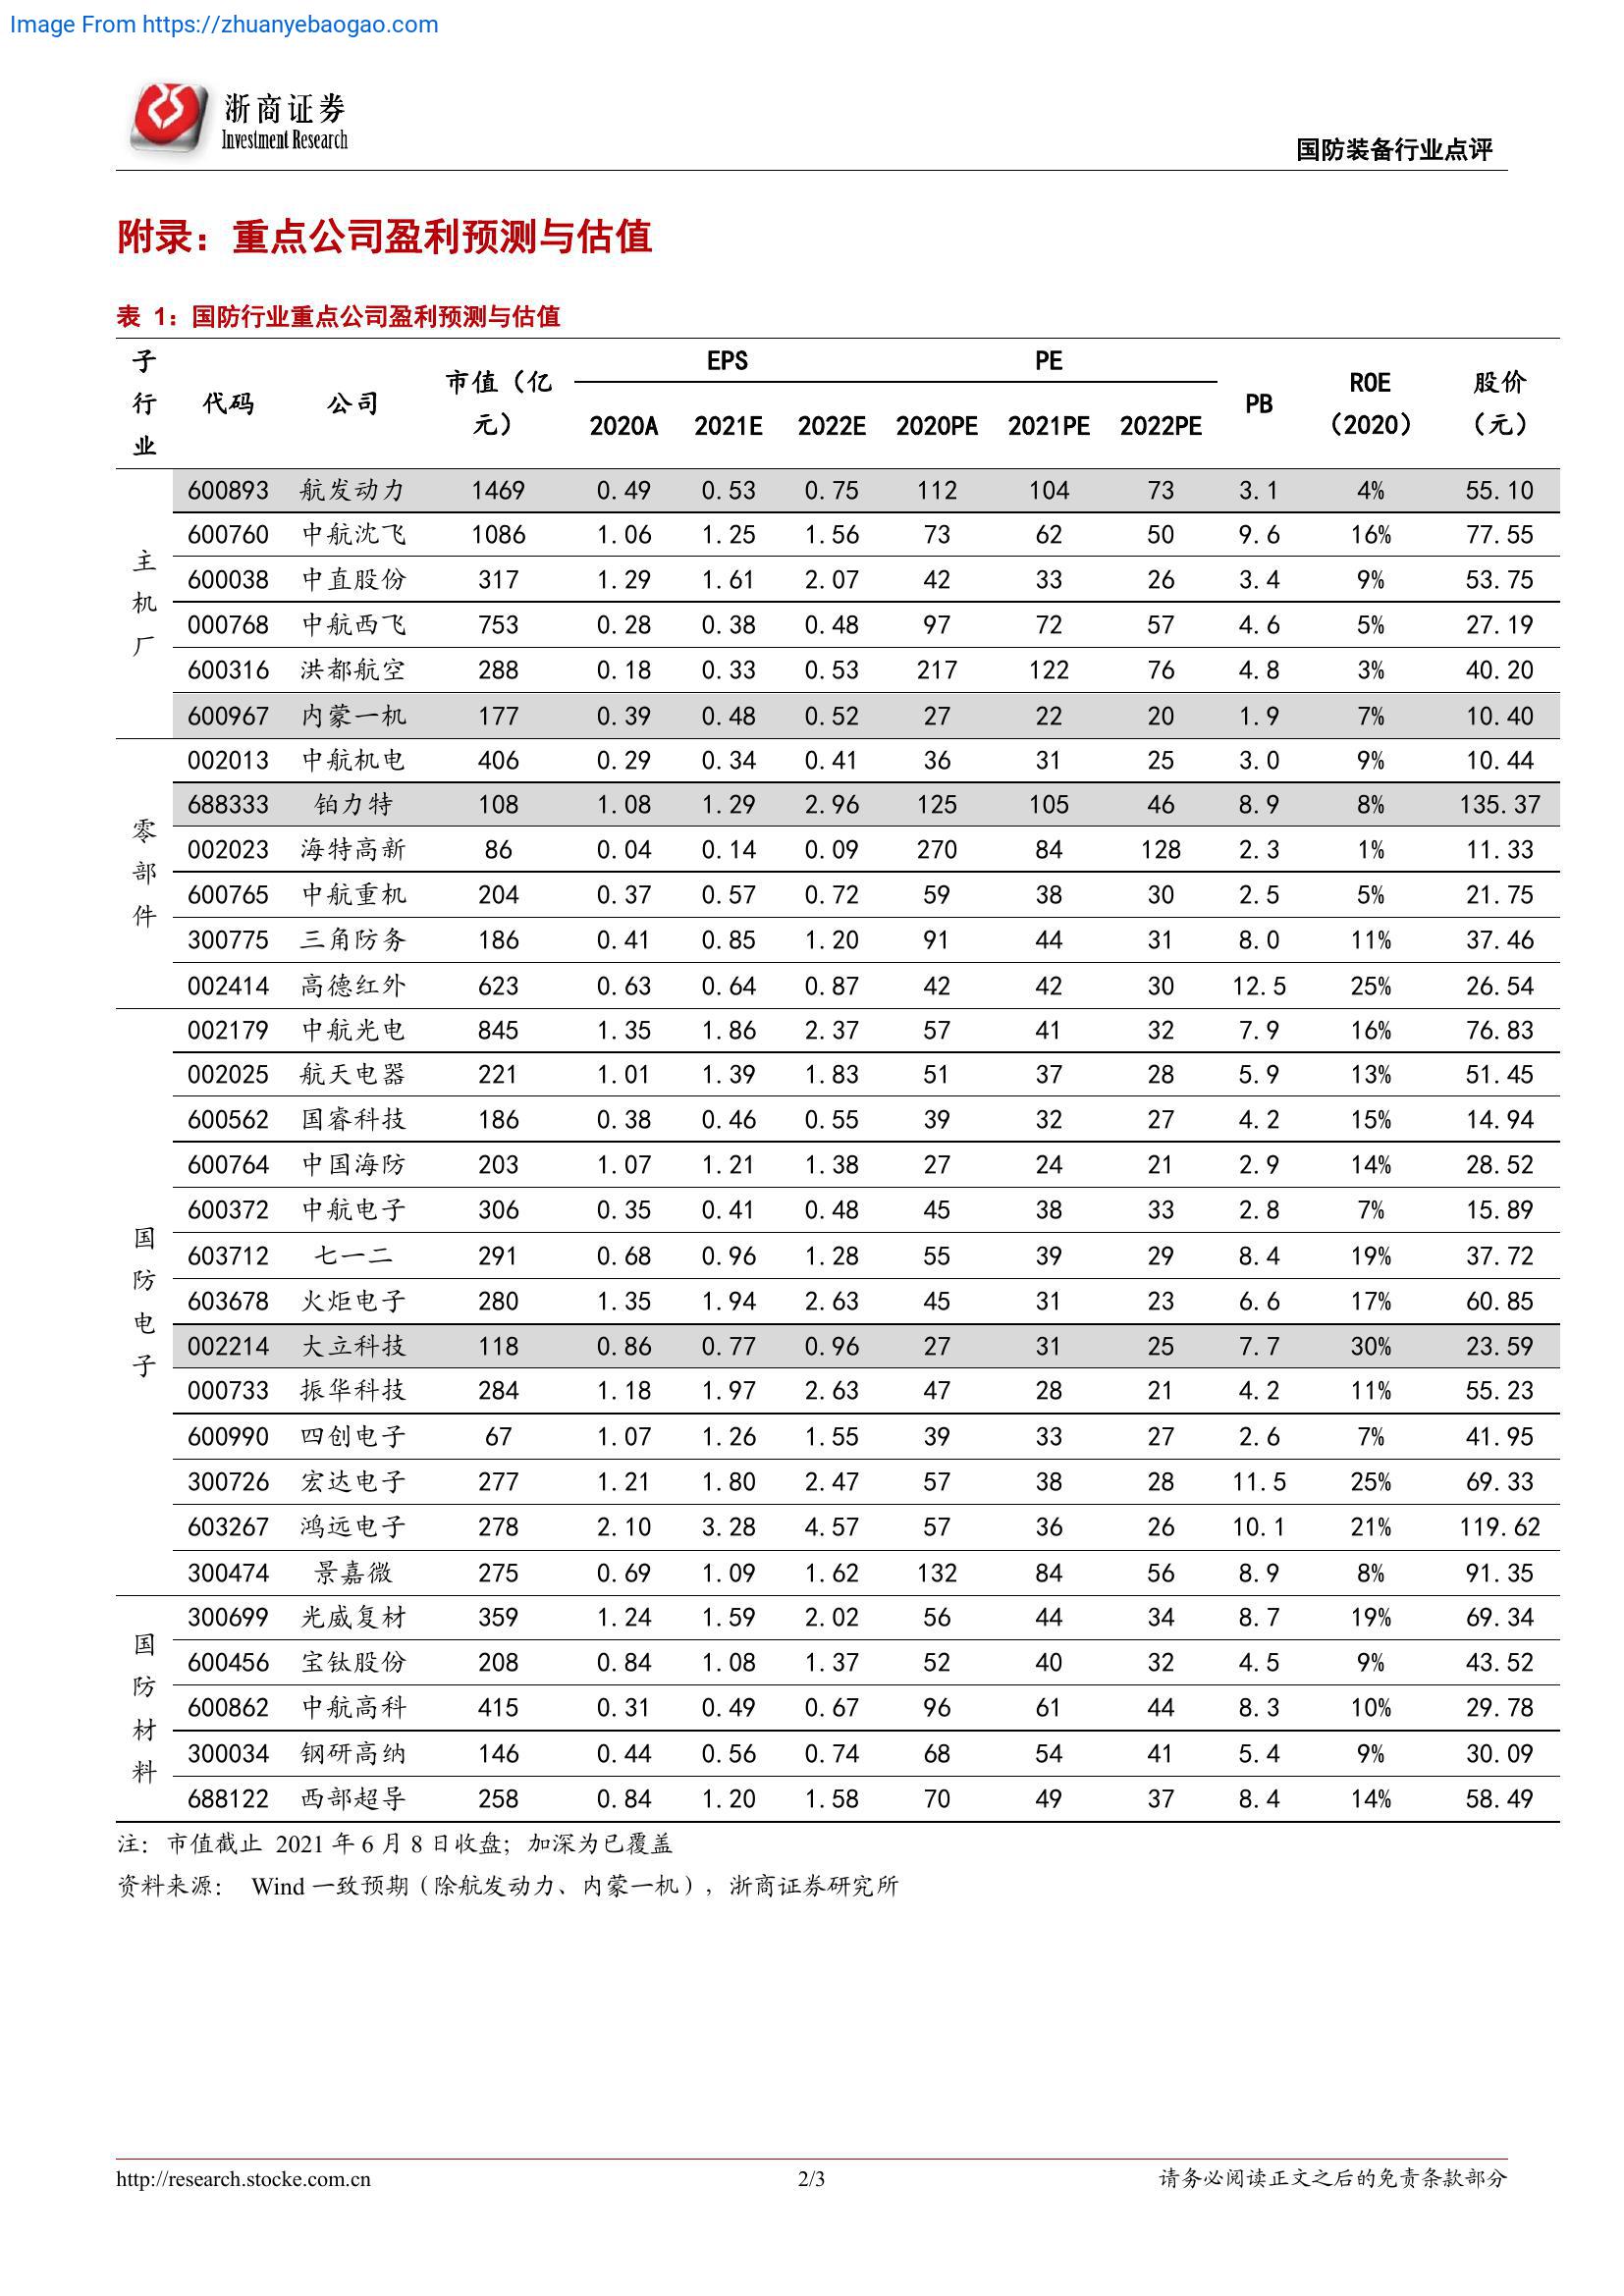 Image From https://zhuanyebaogao.com
浙商证券
Investment Research
国防装备行业点评
附录：重点公司盈利预测与估值
表 1：国防行业重点公司盈利预测与估值
子行业 代码 公司 市值（亿元） EPS PE PB ROE（2020） 股价（元）
2020A 2021E 2022E 2020PE 2021PE 2022PE
主机厂
600893 航发动力 1469 0.49 0.53 0.75 112 104 73 3.1 4% 55.10
600760 中航沈飞 1086 1.06 1.25 1.56 73 62 50 9.6 16% 77.55
600038 中直股份 317 1.29 1.61 2.07 42 33 26 3.4 9% 53.75
000768 中航西飞 753 0.28 0.38 0.48 97 72 57 4.6 5% 27.19
600316 洪都航空 288 0.18 0.33 0.53 217 122 76 4.8 3% 40.20
600967 内蒙一机 177 0.39 0.48 0.52 27 22 20 1.9 7% 10.40
零部件
002013 中航机电 406 0.29 0.34 0.41 36 31 25 3.0 9% 10.44
688333 铂力特 108 1.08 1.29 2.96 125 105 46 8.9 8% 135.37
002023 海特高新 86 0.04 0.14 0.09 270 84 128 2.3 1% 11.33
600765 中航重机 204 0.37 0.57 0.72 59 38 30 2.5 5% 21.75
300775 三角防务 186 0.41 0.85 1.20 91 44 31 8.0 11% 37.46
002414 高德红外 623 0.63 0.64 0.87 42 42 30 12.5 25% 26.54
国防电子
002179 中航光电 845 1.35 1.86 2.37 57 41 32 7.9 16% 76.83
002025 航天电器 221 1.01 1.39 1.83 51 37 28 5.9 13% 51.45
600562 国睿科技 186 0.38 0.46 0.55 39 32 27 4.2 15% 14.94
600764 中国海防 203 1.07 1.21 1.38 27 24 21 2.9 14% 28.52
600372 中航电子 306 0.35 0.41 0.48 45 38 33 2.8 7% 15.89
603712 七一二 291 0.68 0.96 1.28 55 39 29 8.4 19% 37.72
603678 火炬电子 280 1.35 1.94 2.63 45 31 23 6.6 17% 60.85
002214 大立科技 118 0.86 0.77 0.96 27 31 25 7.7 30% 23.59
000733 振华科技 284 1.18 1.97 2.63 47 28 21 4.2 11% 55.23
600990 四创电子 67 1.07 1.26 1.55 39 33 27 2.6 7% 41.95
300726 宏达电子 277 1.21 1.80 2.47 57 38 28 11.5 25% 69.33
603267 鸿远电子 278 2.10 3.28 4.57 57 36 26 10.1 21% 119.62
300474 景嘉微 275 0.69 1.09 1.62 132 84 56 8.9 8% 91.35
国防材料
300699 光威复材 359 1.24 1.59 2.02 56 44 34 8.7 19% 69.34
600456 宝钛股份 208 0.84 1.08 1.37 52 40 32 4.5 9% 43.52
600862 中航高科 415 0.31 0.49 0.67 96 61 44 8.3 10% 29.78
300034 钢研高纳 146 0.44 0.56 0.74 68 54 41 5.4 9% 30.09
688122 西部超导 258 0.84 1.20 1.58 70 49 37 8.4 14% 58.49
注：市值截止 2021 年 6 月 8 日收盘；加深为已覆盖
资料来源： Wind 一致预期（除航发动力、内蒙一机），浙商证券研究所
http://research.stocke.com.cn
2/3
请务必阅读正文之后的免责条款部分